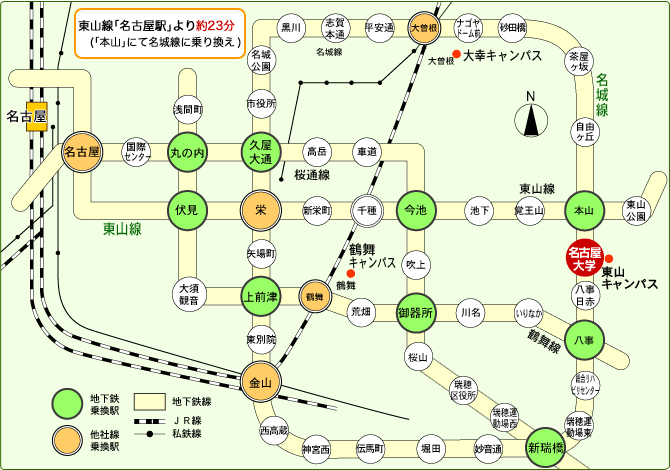 東山線「名古屋駅」より約23分
（「本山」にて名城線に乗り換え）
黒川
志賀
本通
平安通
大曽根
ナゴヤ
ドーム前
砂田橋
名城線
大曽根
大幸キャンパス
名城
公園
茶屋
ヶ坂
名城線
N
名古屋
浅間町
市役所
自由
ヶ丘
名古屋
国際
センター
丸の内
久屋
大通
高岳
車道
桜通線
東山線
伏見
栄
新栄町
千種
今池
池下
覚王山
本山
東山
公園
東山線
矢場町
鶴舞
キャンパス
鶴舞
吹上
名古屋
大学
東山
キャンパス
大須
観音
上前津
鶴舞
荒畑
御器所
川名
いりなか
八事
日赤
鶴舞線
八事
東別院
桜山
金山
瑞穂
区役所
総合リハ
ビリセンター
瑞穂運
動場西
瑞穂運
動場東
西高蔵
神宮西
伝馬町
堀田
妙音通
新瑞橋
地下鉄
乗換駅
地下鉄線
ＪＲ線
他社線
乗換駅
私鉄線